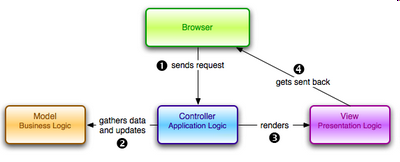 Browser
❶ sends request
❹
gets sent back
Model
Business Logic
gathers data
and updates
❷
Controller
Application Logic
renders
❸
View
Presentation Logic